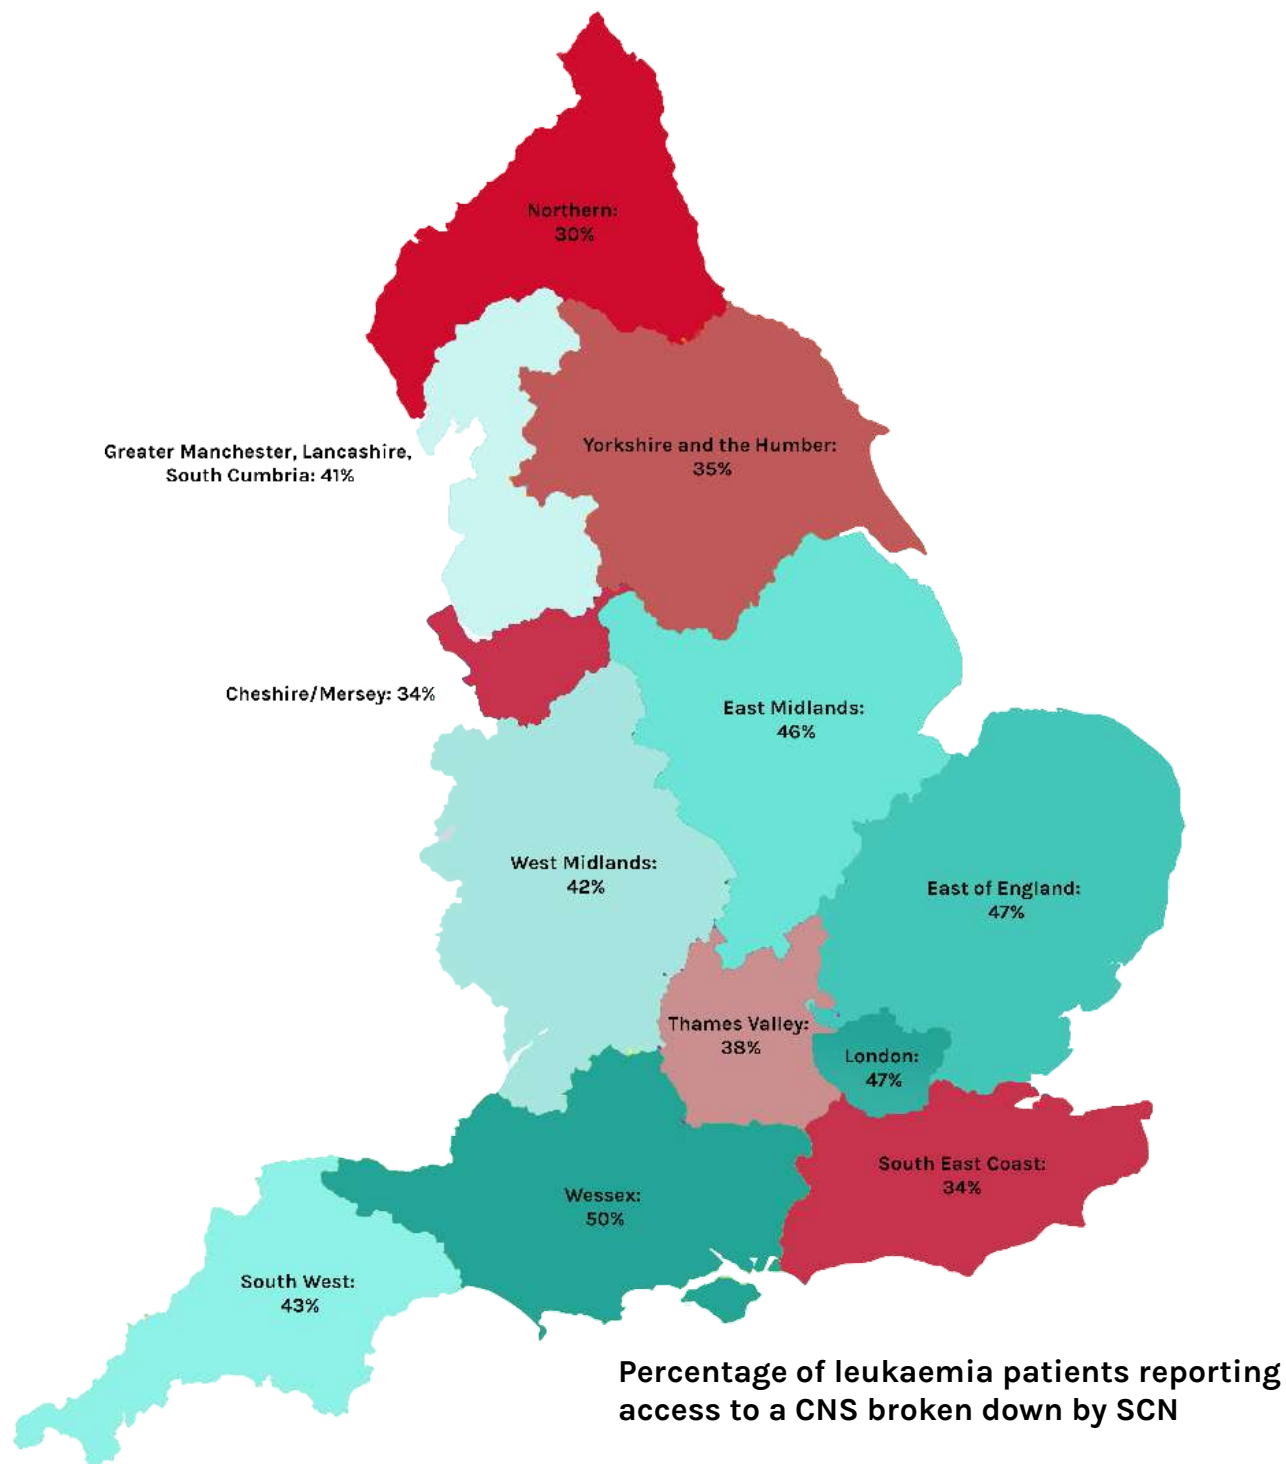 Northern:
30%
Greater Manchester, Lancashire,
South Cumbria: 41%
Yorkshire and the Humber:
35%
Cheshire/Mersey: 34%
East Midlands:
46%
West Midlands:
42%
East of England:
47%
Thames Valley:
38%
London:
47%
South East Coast:
34%
Wessex:
50%
South West:
43%
Percentage of leukaemia patients reporting
access to a CNS broken down by SCN